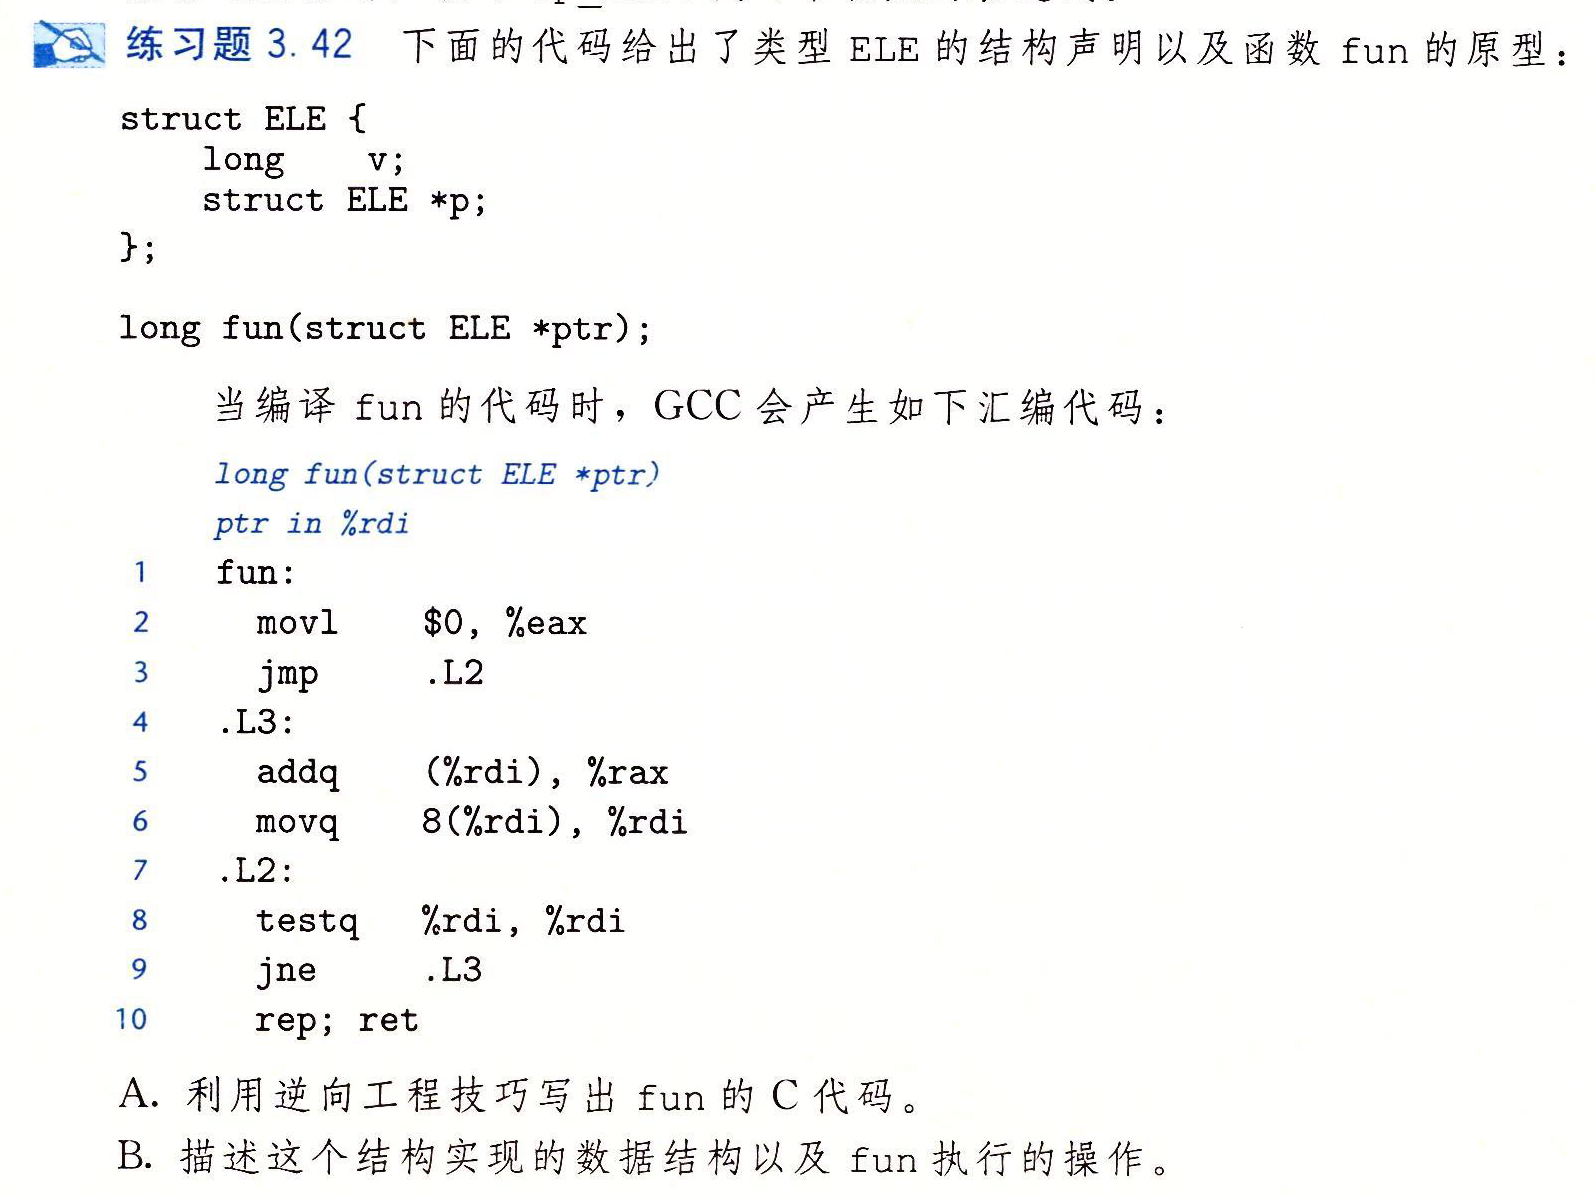 练习题 3.42 下面的代码给出了类型 ELE 的结构声明以及函数 fun 的原型：
struct ELE {
    long    v;
    struct ELE *p;
};
long fun(struct ELE *ptr);
当编译 fun 的代码时，GCC 会产生如下汇编代码：
long fun(struct ELE *ptr)
ptr in %rdi
1 fun:
2   movl    $0, %eax
3   jmp     .L2
4 .L3:
5   addq    (%rdi), %rax
6   movq    8(%rdi), %rdi
7 .L2:
8   testq   %rdi, %rdi
9   jne     .L3
10   rep; ret
A. 利用逆向工程技巧写出 fun 的 C 代码。
B. 描述这个结构实现的数据结构以及 fun 执行的操作。